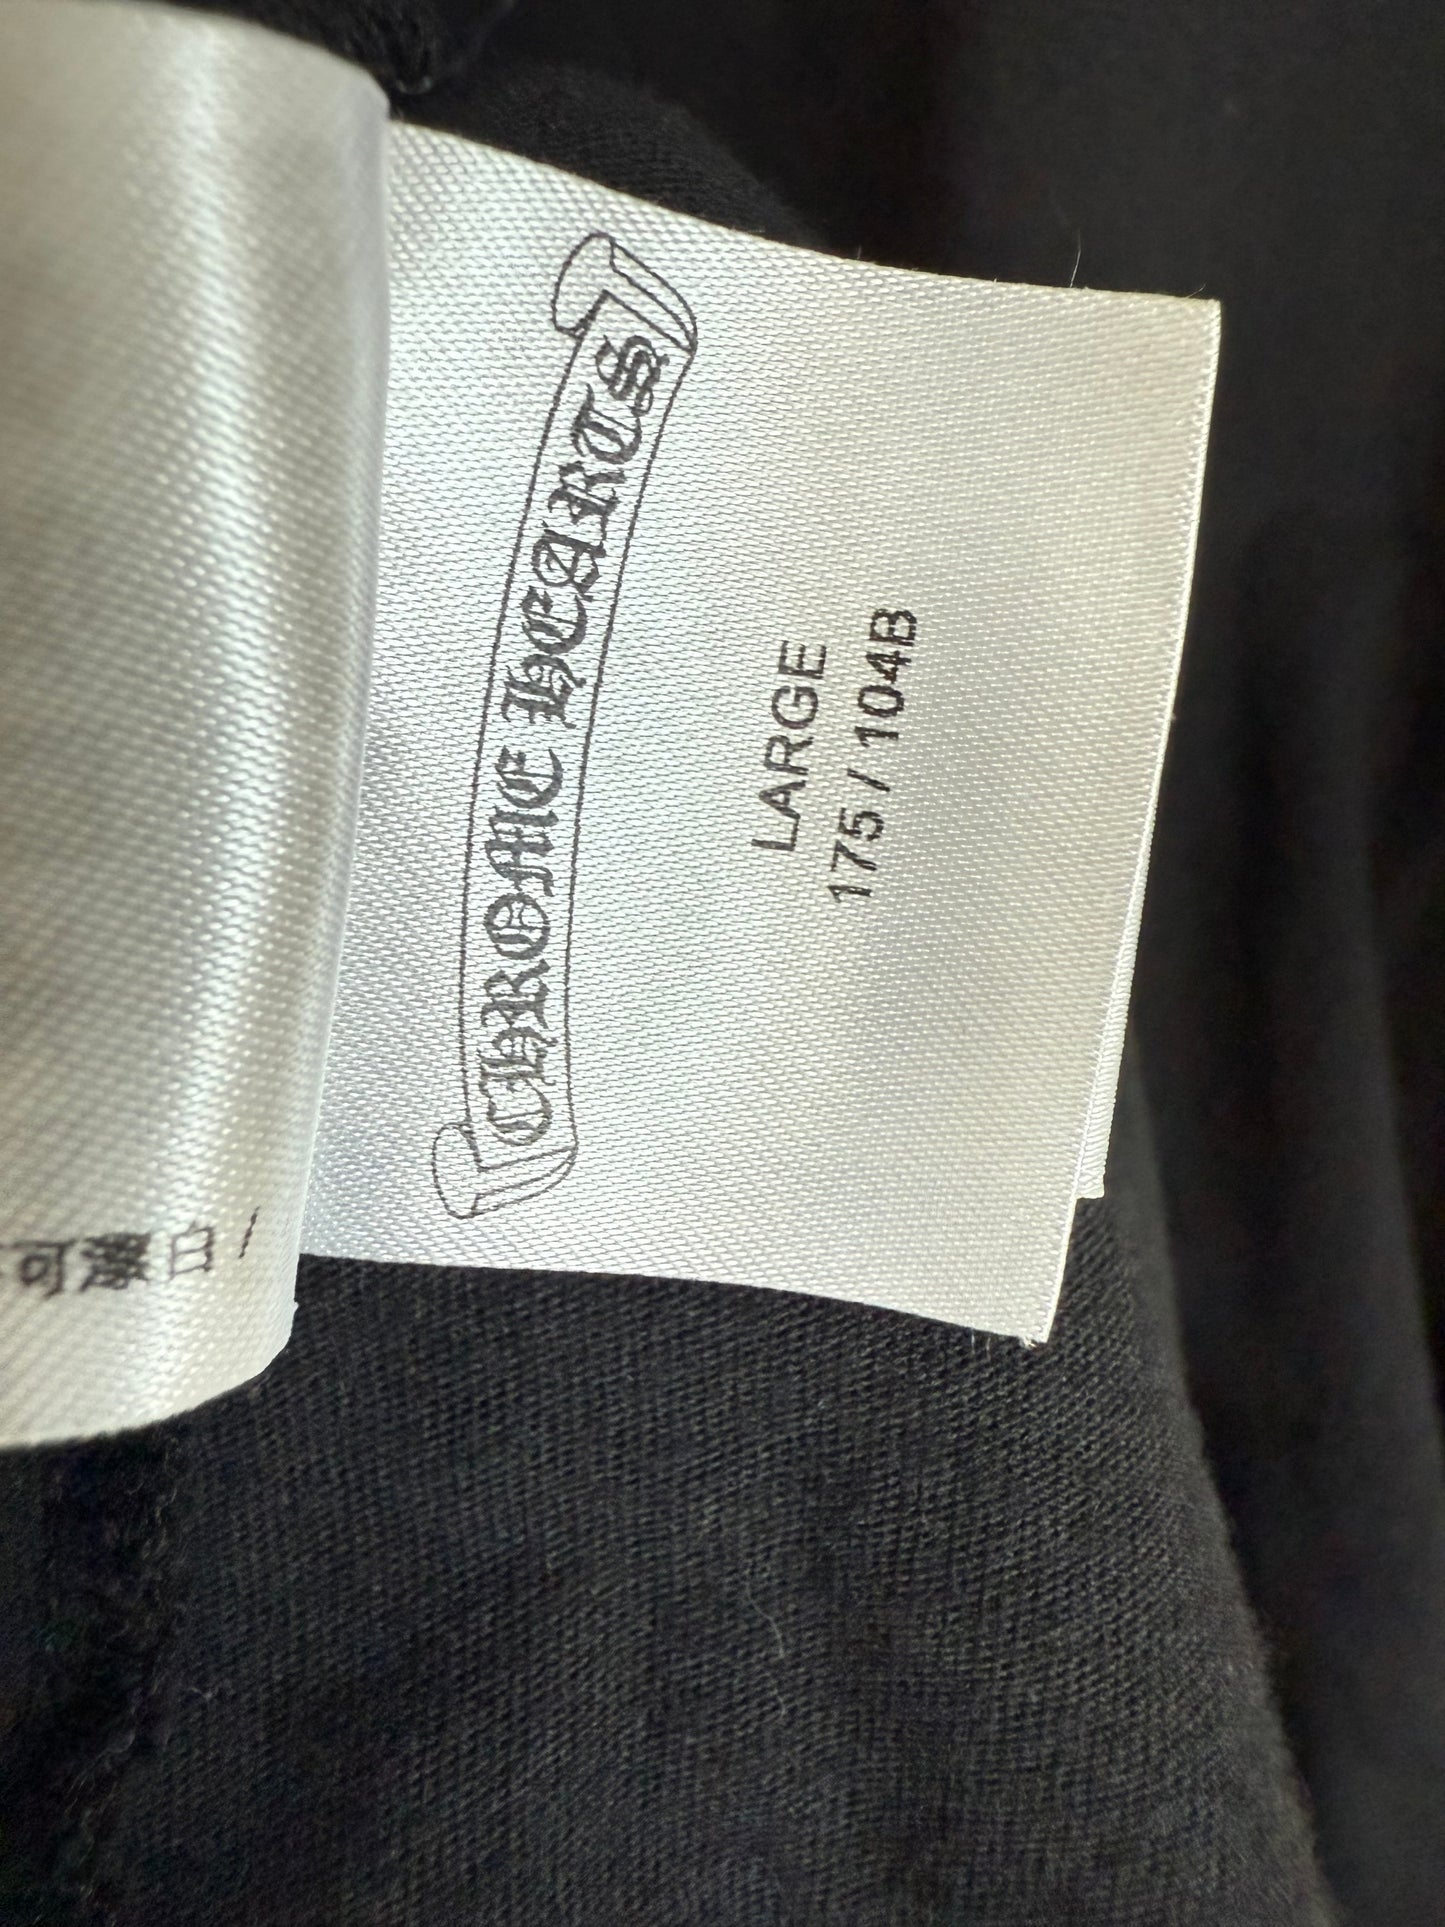 CHROME HEARTS
LARGE
175 / 104B
可漂白 /